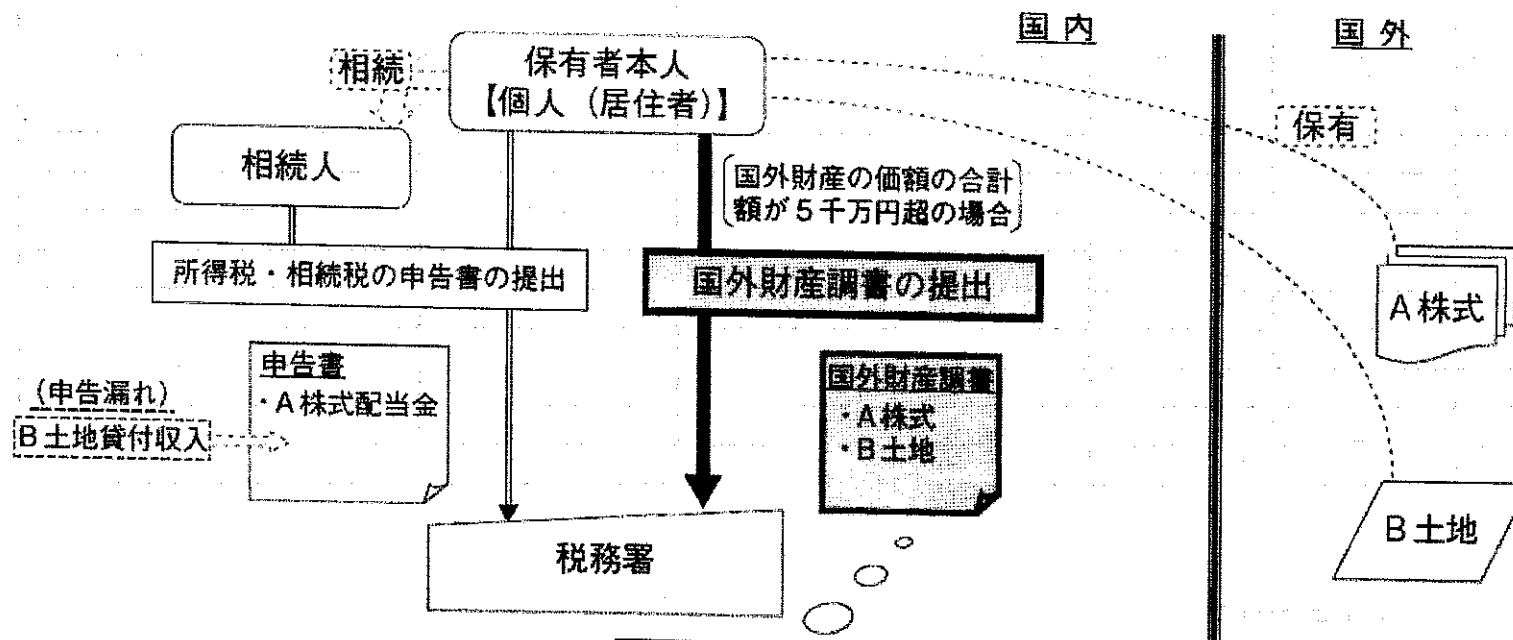 国内
国外
相続
保有者本人
【個人（居住者）】
保有
相続人
国外財産の価額の合計
額が５千万円超の場合
所得税・相続税の申告書の提出
国外財産調書の提出
A株式
申告書
・A株式配当金
（申告漏れ）
B土地貸付収入
国外財産調書
・A株式
・B土地
税務署
B土地